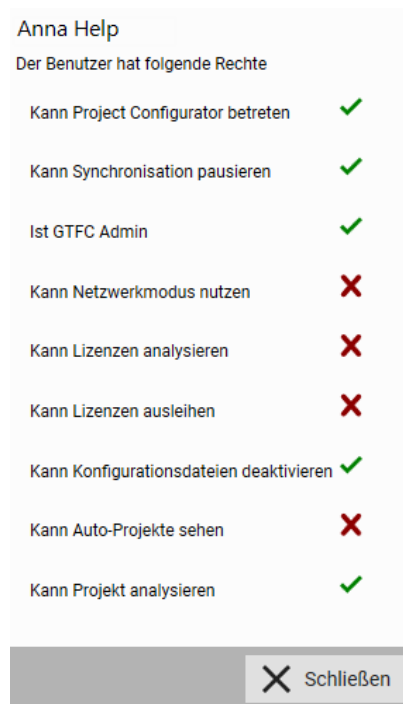 Anna Help
Der Benutzer hat folgende Rechte
Kann Project Configurator betreten
Kann Synchronisation pausieren
Ist GTFC Admin
Kann Netzwerkmodus nutzen
Kann Lizenzen analysieren
Kann Lizenzen ausleihen
Kann Konfigurationsdateien deaktivieren
Kann Auto-Projekte sehen
Kann Projekt analysieren
Schließen